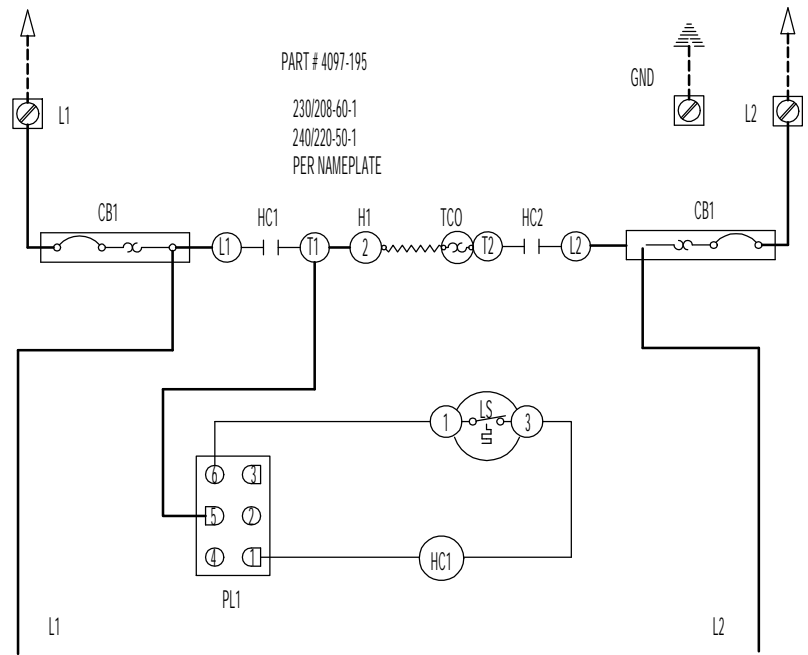 PART # 4097-195
GND
L1
L2
230/208-60-1
240/220-50-1
PER NAMEPLATE
CB1
HC1
H1
TCO
HC2
CB1
L1
T1
2
T2
L2
1
LS
3
6
3
5
2
4
1
HC1
PL1
L1
L2